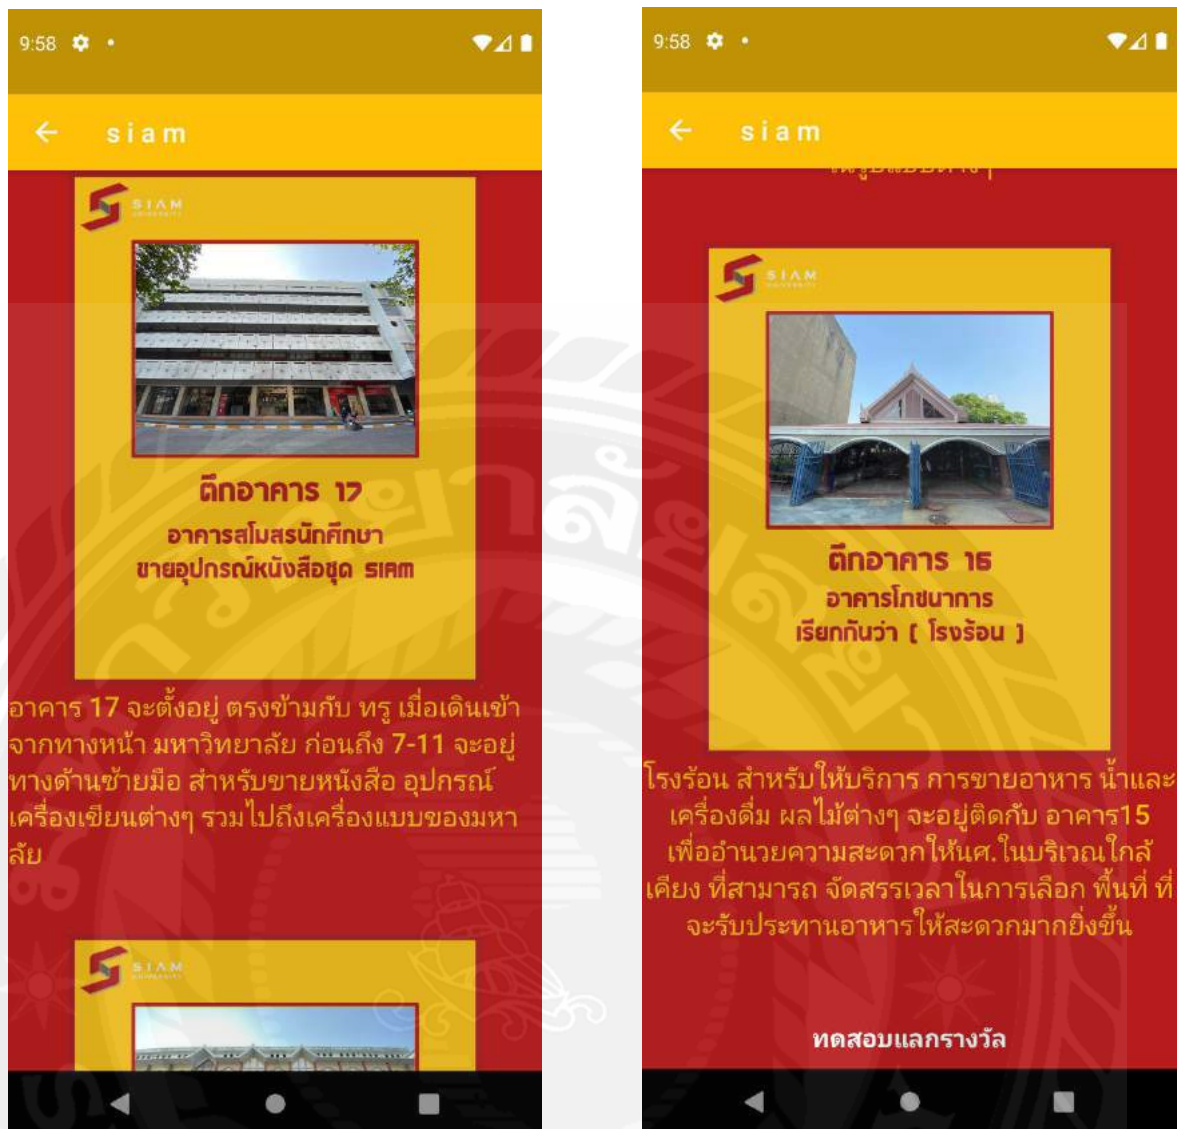 9:58
siam
SIAM
UNIVERSITY
ตึกอาคาร 17
อาคารสโมสรนักศึกษา
ขายอุปกรณ์หนังสือชุด SIAM
อาคาร 17 จะตั้งอยู่ ตรงข้ามกับ ทรู เมื่อเดินเข้า
จากทางหน้า มหาวิทยาลัย ก่อนถึง 7-11 จะอยู่
ทางด้านซ้ายมือ สำหรับขายหนังสือ อุปกรณ์
เครื่องเขียนต่างๆ รวมไปถึงเครื่องแบบของมหา
ลัย
SIAM
UNIVERSITY
9:58
siam
ในรูปแบบต่างๆ
SIAM
UNIVERSITY
ตึกอาคาร 15
อาคารโภชนาการ
เรียกกันว่า [ โรงร้อน ]
โรงร้อน สำหรับให้บริการ การขายอาหาร น้ำและ
เครื่องดื่ม ผลไม้ต่างๆ จะอยู่ติดกับ อาคาร15
เพื่ออำนวยความสะดวกให้นศ.ในบริเวณใกล้
เคียง ที่สามารถ จัดสรรเวลาในการเลือก พื้นที่ ที่
จะรับประทานอาหารให้สะดวกมากยิ่งขึ้น
ทดสอบแลกรางวัล